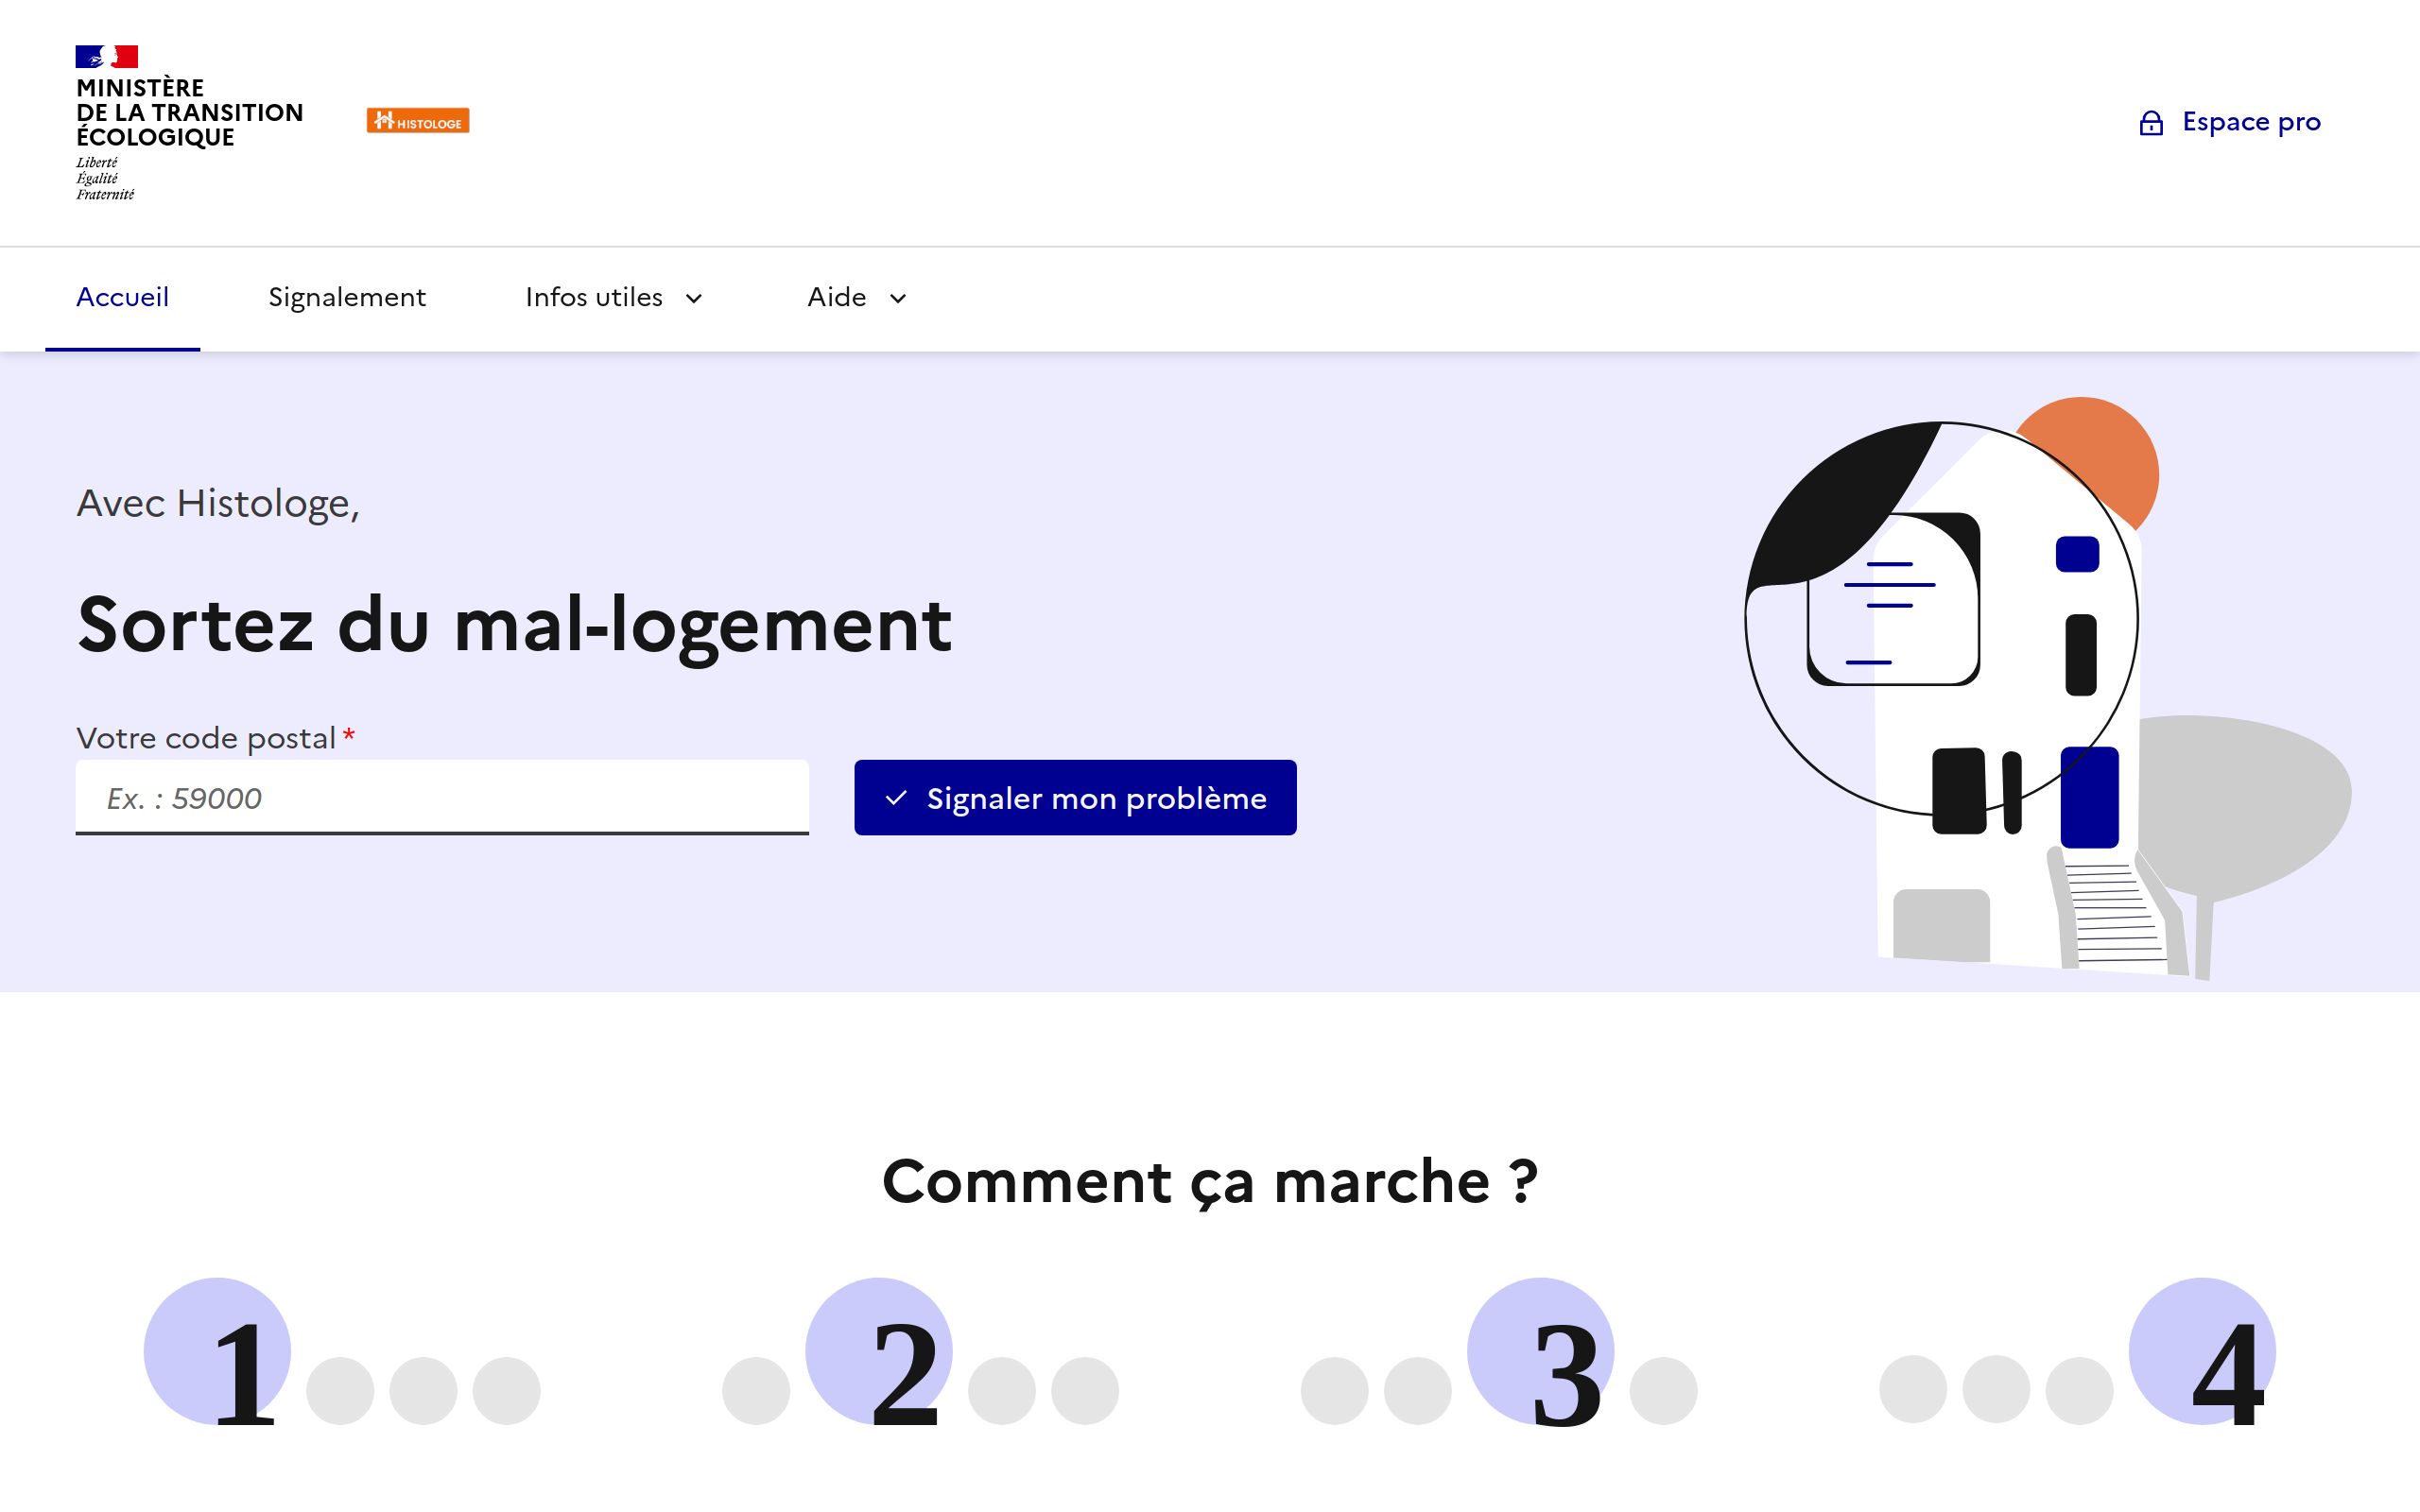 MINISTÈRE
DE LA TRANSITION
ÉCOLOGIQUE
Liberté
Égalité
Fraternité
HISTOLOGE
Espace pro
Accueil
Signalement
Infos utiles
Aide
Avec Histologe,
Sortez du mal-logement
Votre code postal *
Ex. : 59000
Signaler mon problème
Comment ça marche ?
1
2
3
4